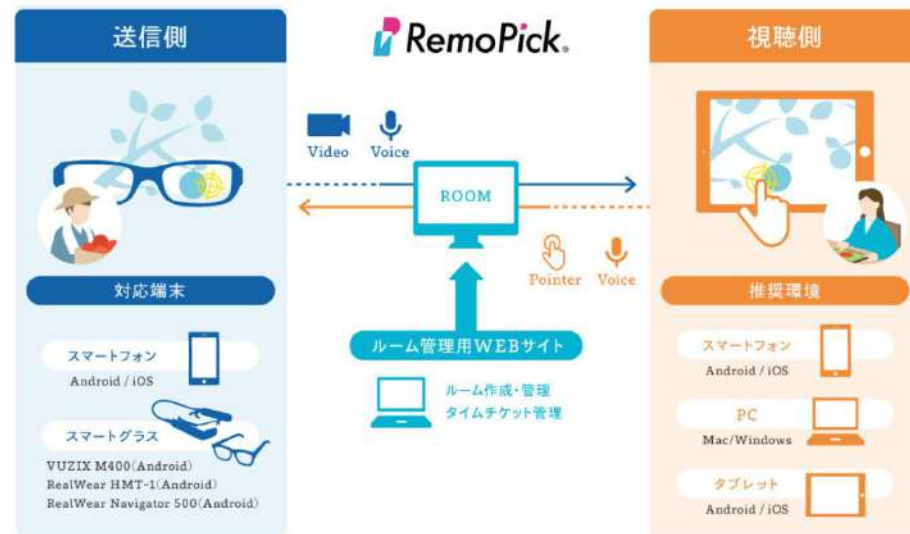 送信側
対応端末
スマートフォン
Android / iOS
スマートグラス
VUZIX M400(Android)
RealWear HMT-1(Android)
RealWear Navigator 500(Android)
RemoPick®
Video Voice
ROOM
Pointer Voice
ルーム管理用WEBサイト
ルーム作成・管理
タイムチケット管理
視聴側
推奨環境
スマートフォン
Android / iOS
PC
Mac/Windows
タブレット
Android / iOS